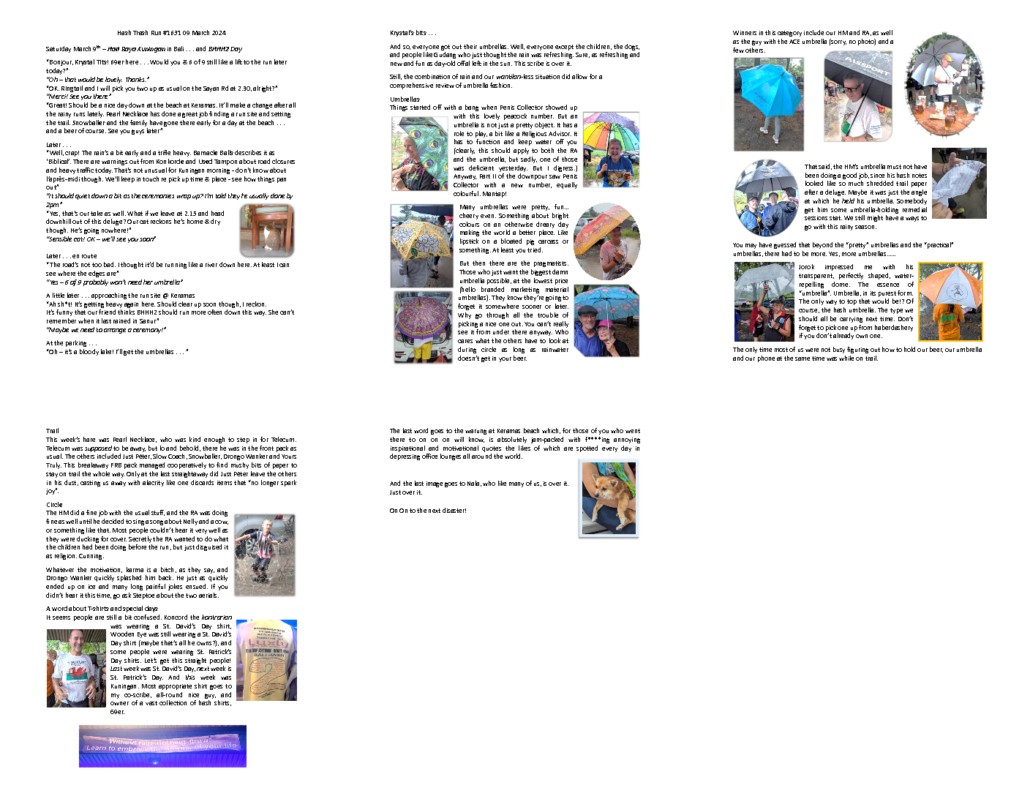 Hash Trash Run #1631 09 March 2024
Saturday March 9th – Hari Raya Kuningan in Bali . . . and BHHH2 Day
"Bonjour, Krystal Tits! 69er here . . . Would you & 6 of 9 still like a lift to the run later
today?"
"Oh – that would be lovely. Thanks."
"OK. Ringtail and I will pick you two up as usual on the Sayan Rd at 2.30, alright?"
"Merci! See you there"
"Great! Should be a nice day down at the beach at Keramas. It'll make a change after all
the rainy runs lately. Pearl Necklace has done a great job finding a run site and setting
the trail. Snowballer and the family have gone there early for a day at the beach . . .
and a beer of course. See you guys later"
Later . . .
"Well, crap! The rain's a bit early and a trifle heavy. Barnacle Balls describes it as
'Biblical'. There are warnings out from Konkorde and Used Tampon about road closures
and heavy traffic today. That's not unusual for Kuningan morning - don't know about
l'après-midi though. We'll keep in touch re pick up time & place - see how things pan
out"
"It should quiet down a bit as the ceremonies wrap up? I'm told they're usually done by
2pm"
"Yes, that's our take as well. What if we leave at 2.15 and head
downhill out of this deluge? Our cat reckons he's home & dry
though. He's going nowhere!"
"Sensible cat! OK – we'll see you soon"
Later . . . en route
"The road's not too bad. I thought it'd be running like a river down here. At least I can
see where the edges are"
"Yes – 6 of 9 probably won't need her umbrella"
A little later . . . approaching the run site @ Keramas
"Ah sh*t! It's getting heavy again here. Should clear up soon though, I reckon.
It's funny that our friend thinks BHHH2 should run more often down this way. She can't
remember when it last rained in Sanur"
"Maybe we need to arrange a ceremony!"
At the parking . . .
"Oh – it's a bloody lake! I'll get the umbrellas . . . "
Krystal's bits . . .
And so, everyone got out their umbrellas. Well, everyone except the children, the dogs,
and people like Gudang who just thought the rain was refreshing. Sure, as refreshing and
new and fun as day-old offal left in the sun. This scribe is over it.
Still, the combination of rain and our wantilan-less situation did allow for a
comprehensive review of umbrella fashion.
Umbrellas
Things started off with a bang when Penis Collector showed up
with this lovely peacock number. But an
umbrella is not just a pretty object. It has a
role to play, a bit like a Religious Advisor. It
has to function and keep water off you
(clearly, this should apply to both the RA
and the umbrella, but sadly, one of those
was deficient yesterday. But I digress.)
Anyway, Part II of the downpour saw Penis
Collector with a new number, equally
colourful. Mantap!
Many umbrellas were pretty, fun...
cheery even. Something about bright
colours on an otherwise dreary day
making the world a better place. Like
lipstick on a bloated pig carcass or
something. At least you tried.
But then there are the pragmatists.
Those who just want the biggest damn
umbrella possible, at the lowest price
(hello branded marketing material
umbrellas). They know they're going to
forget it somewhere sooner or later.
Why go through all the trouble of
picking a nice one out. You can't really
see it from under there anyway. Who
cares what the others have to look at
during circle as long as rainwater
doesn't get in your beer.
Winners in this category include our HM and RA, as well
as the guy with the ACE umbrella (sorry, no photo) and a
few others.
PASSPORT
That said, the HM's umbrella must not have
been doing a good job, since his hash notes
looked like so much shredded trail paper
after a deluge. Maybe it was just the angle
at which he held his umbrella. Somebody
get him some umbrella-holding remedial
sessions stat. We still might have a ways to
go with this rainy season.
You may have guessed that beyond the "pretty" umbrellas and the "practical"
umbrellas, there had to be more. Yes, more umbrellas.....
Jorok impressed me with his
transparent, perfectly shaped, water-
repelling dome. The essence of
"umbrella". Umbrella, in its purest form.
The only way to top that would be!? Of
course, the hash umbrella. The type we
should all be carrying next time. Don't
forget to pick one up from haberdashery
if you don't already own one.
The only time most of us were not busy figuring out how to hold our beer, our umbrella
and our phone at the same time was while on trail.
Trail
This week's hare was Pearl Necklace, who was kind enough to step in for Telecum.
Telecum was supposed to be away, but lo and behold, there he was in the front pack as
usual. The others included Just Peter, Slow Coach, Snowballer, Drongo Wanker and Yours
Truly. This breakaway FRB pack managed cooperatively to find mushy bits of paper to
stay on trail the whole way. Only at the last straightaway did Just Peter leave the others
in his dust, casting us away with alacrity like one discards items that "no longer spark
joy".
Circle
The HM did a fine job with the usual stuff, and the RA was doing
fine as well until he decided to sing a song about Nelly and a cow,
or something like that. Most people couldn't hear it very well as
they were ducking for cover. Secretly the RA wanted to do what
the children had been doing before the run, but just disguised it
as religion. Cunning.
Whatever the motivation, karma is a bitch, as they say, and
Drongo Wanker quickly splashed him back. He just as quickly
ended up on ice and many long painful jokes ensued. If you
didn't hear it this time, go ask Steptoe about the two aerials.
A word about T-shirts and special days
It seems people are still a bit confused. Koncord the kontrarian
was wearing a St. David's Day shirt,
Wooden Eye was still wearing a St. David's
Day shirt (maybe that's all he owns?), and
some people were wearing St. Patrick's
Day shirts. Let's get this straight people!
Last week was St. David's Day, next week is
St. Patrick's Day. And this week was
Kuningan. Most appropriate shirt goes to
my co-scribe, all-round nice guy, and
owner of a vast collection of hash shirts,
69er.
The last word goes to the warung at Keramas beach which, for those of you who went
there to on on on will know, is absolutely jam-packed with f****ing annoying
inspirational and motivational quotes the likes of which are spotted every day in
depressing office lounges all around the world.
And the last image goes to Nala, who like many of us, is over it.
Just over it.
On On to the next disaster!